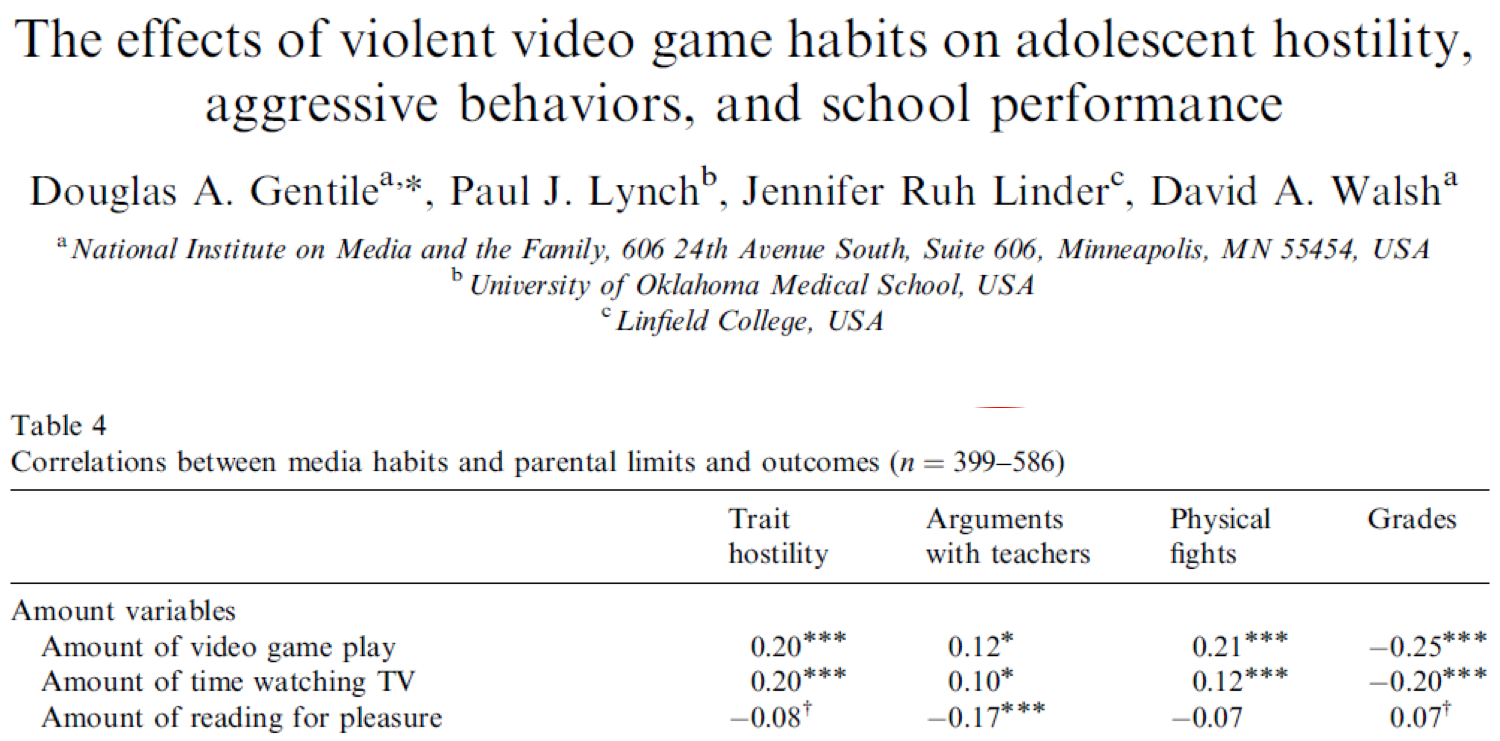 The effects of violent video game habits on adolescent hostility,
aggressive behaviors, and school performance
Douglas A. Gentileᵃ,*, Paul J. Lynchᵇ, Jennifer Ruh Linderᶜ, David A. Walshᵃ
ᵃ National Institute on Media and the Family, 606 24th Avenue South, Suite 606, Minneapolis, MN 55454, USA
ᵇ University of Oklahoma Medical School, USA
ᶜ Linfield College, USA
Table 4
Correlations between media habits and parental limits and outcomes (n = 399–586)
Trait hostility Arguments with teachers Physical fights Grades
Amount variables
Amount of video game play 0.20*** 0.12* 0.21*** −0.25***
Amount of time watching TV 0.20*** 0.10* 0.12*** −0.20***
Amount of reading for pleasure −0.08† −0.17*** −0.07 0.07†